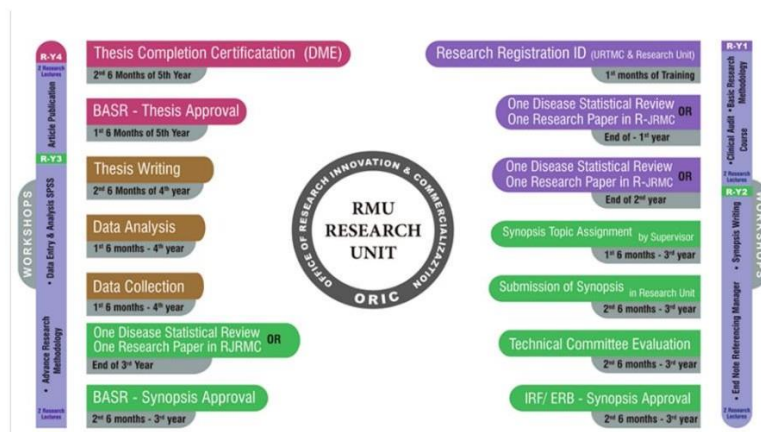 R-Y4
2 Research
Lectures
Article Publication
R-Y3
• Data Entry & Analysis SPSS
• Advance Research
Methodology
2 Research
Lectures
WORKSHOPS
Thesis Completion Certificatation (DME)
2nd 6 Months of 5th Year
BASR - Thesis Approval
1st 6 Months of 5th Year
Thesis Writing
2nd 6 Months of 4th year
Data Analysis
1st 6 months - 4th year
Data Collection
1st 6 months - 4th year
One Disease Statistical Review
One Research Paper in RJRMC
OR
End of 3rd Year
BASR - Synopsis Approval
2nd 6 months - 3rd year
OFFICE OF RESEARCH INNOVATION & COMMERCIALIZAZTION
RMU
RESEARCH
UNIT
ORIC
Research Registration ID (URTMC & Research Unit)
1st months of Training
One Disease Statistical Review
One Research Paper in R-JRMC
OR
End of - 1st year
One Disease Statistical Review
One Research Paper in R-JRMC
OR
End of 2nd year
Synopsis Topic Assignment by Supervisor
1st 6 months - 3rd year
Submission of Synopsis in Research Unit
2nd 6 months - 3rd year
Technical Committee Evaluation
2nd 6 months - 3rd year
IRF/ ERB - Synopsis Approval
2nd 6 months - 3rd year
R-Y1
2 Research
Lectures
• Basic Research
Methodology
• Clinical Audit
Course
2 Research
Lectures
R-Y2
• Synopsis Writing
• End Note Referencing Manager
2 Research
Lectures